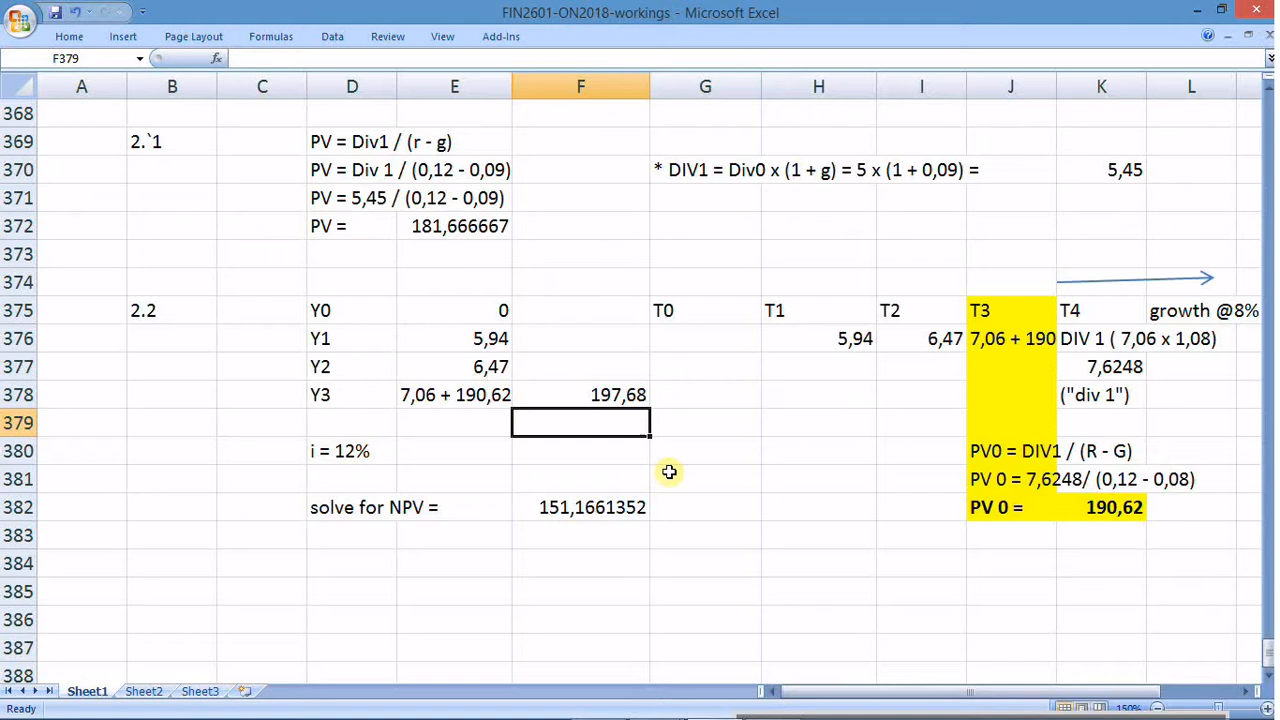 FIN2601-ON2018-workings - Microsoft Excel
Home Insert Page Layout Formulas Data Review View Add-Ins
F379 fx
A B C D E F G H I J K L
368
369 2.`1 PV = Div1 / (r - g)
370 PV = Div 1 / (0,12 - 0,09) * DIV1 = Div0 x (1 + g) = 5 x (1 + 0,09) = 5,45
371 PV = 5,45 / (0,12 - 0,09)
372 PV = 181,666667
373
374
375 2.2 Y0 0 T0 T1 T2 T3 T4 growth @8%
376 Y1 5,94 5,94 6,47 7,06 + 190 DIV 1 ( 7,06 x 1,08)
377 Y2 6,47 7,6248
378 Y3 7,06 + 190,62 197,68 ("div 1")
379
380 i = 12% PV0 = DIV1 / (R - G)
381 PV 0 = 7,6248/ (0,12 - 0,08)
382 solve for NPV = 151,1661352 PV 0 = 190,62
383
384
385
386
387
388
Sheet1 Sheet2 Sheet3
Ready 150%